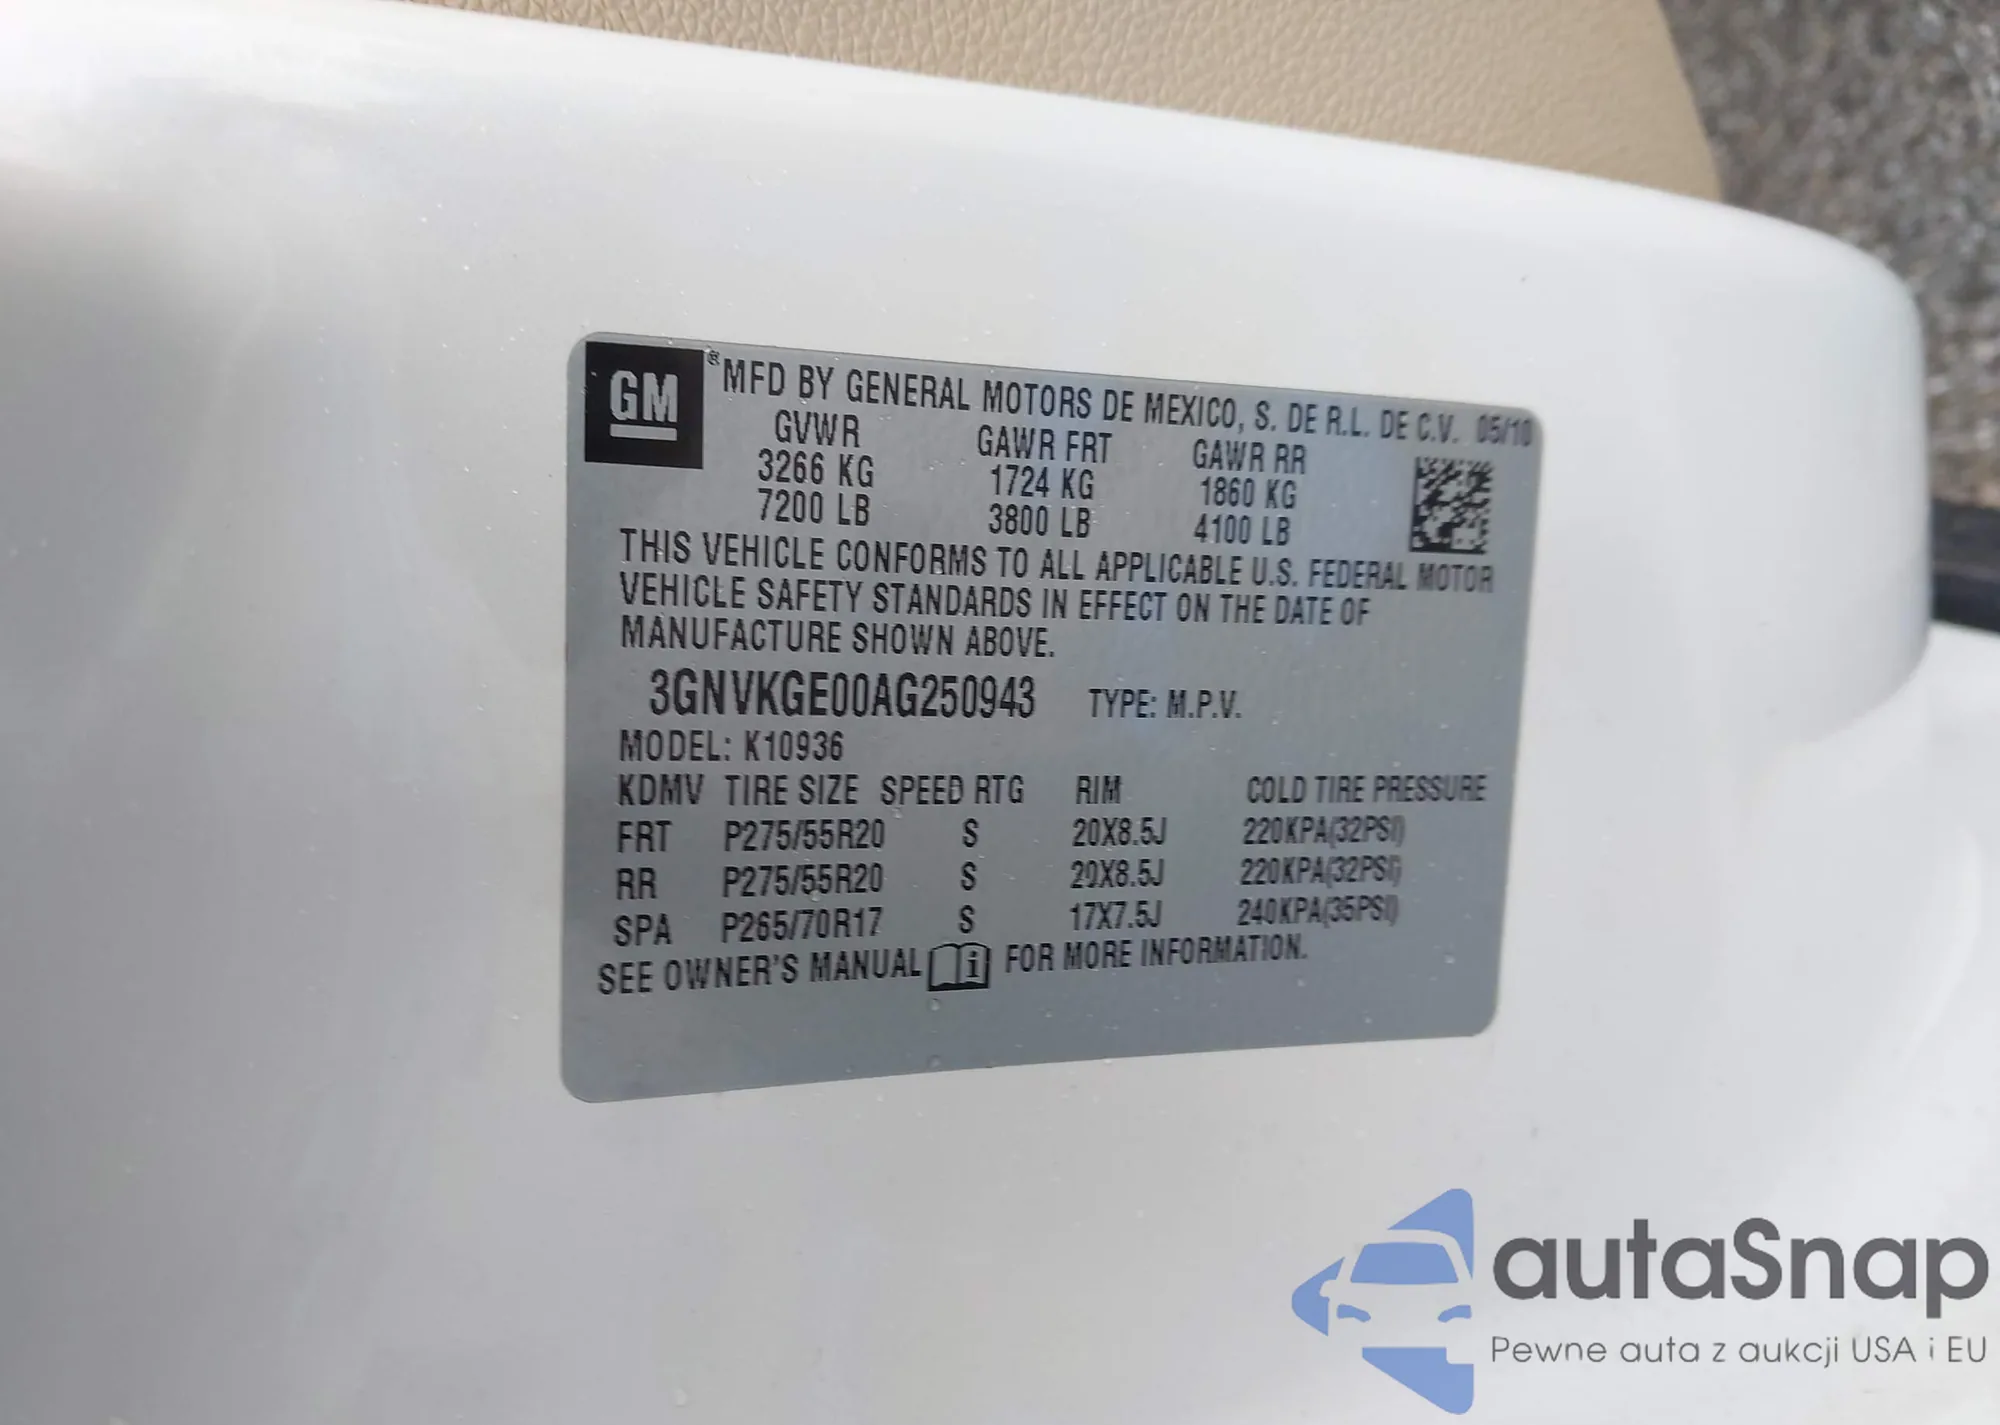 GM ® MFD BY GENERAL MOTORS DE MEXICO, S. DE R.L. DE C.V. 05/10
GVWR GAWR FRT GAWR RR
3266 KG 1724 KG 1860 KG
7200 LB 3800 LB 4100 LB
THIS VEHICLE CONFORMS TO ALL APPLICABLE U.S. FEDERAL MOTOR
VEHICLE SAFETY STANDARDS IN EFFECT ON THE DATE OF
MANUFACTURE SHOWN ABOVE.
3GNVKGE00AG250943 TYPE: M.P.V.
MODEL: K10936
KDMV TIRE SIZE SPEED RTG RIM COLD TIRE PRESSURE
FRT P275/55R20 S 20X8.5J 220KPA(32PSI)
RR P275/55R20 S 20X8.5J 220KPA(32PSI)
SPA P265/70R17 S 17X7.5J 240KPA(35PSI)
SEE OWNER'S MANUAL i FOR MORE INFORMATION.
autaSnap
Pewne auta z aukcji USA i EU